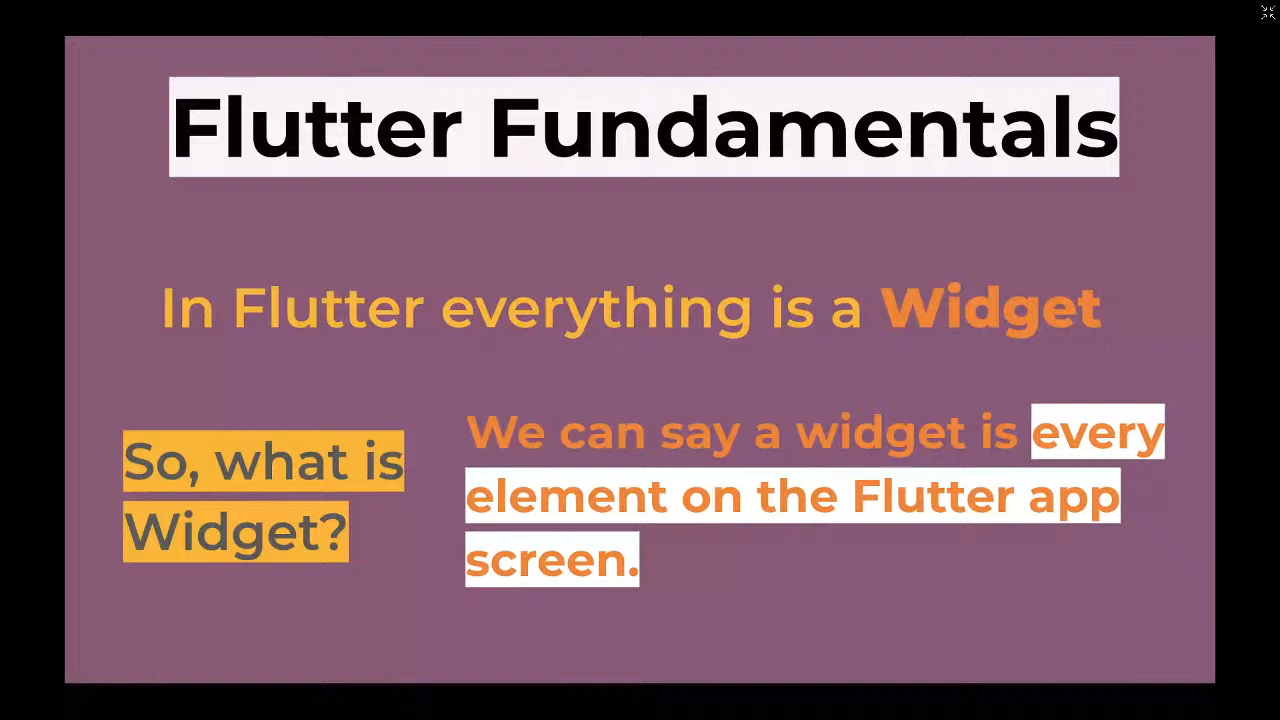 Flutter Fundamentals
In Flutter everything is a Widget
So, what is
Widget?
We can say a widget is every
element on the Flutter app
screen.